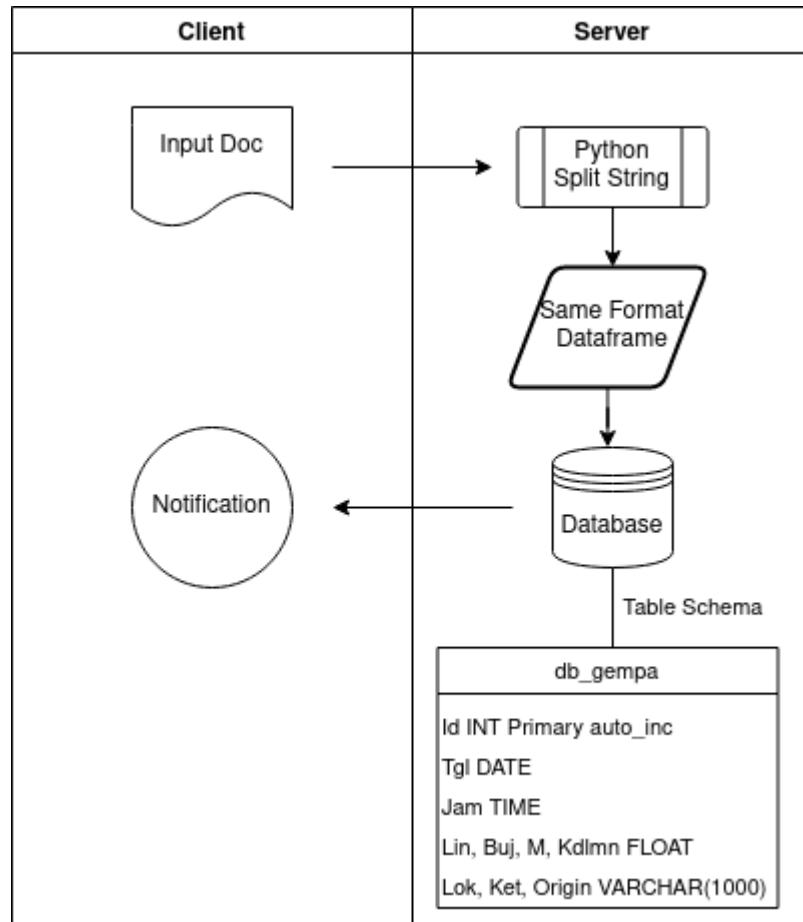 Client
Server
Input Doc
Python
Split String
Same Format
Dataframe
Notification
Database
Table Schema
db_gempa
Id INT Primary auto_inc
Tgl DATE
Jam TIME
Lin, Buj, M, Kdlmn FLOAT
Lok, Ket, Origin VARCHAR(1000)